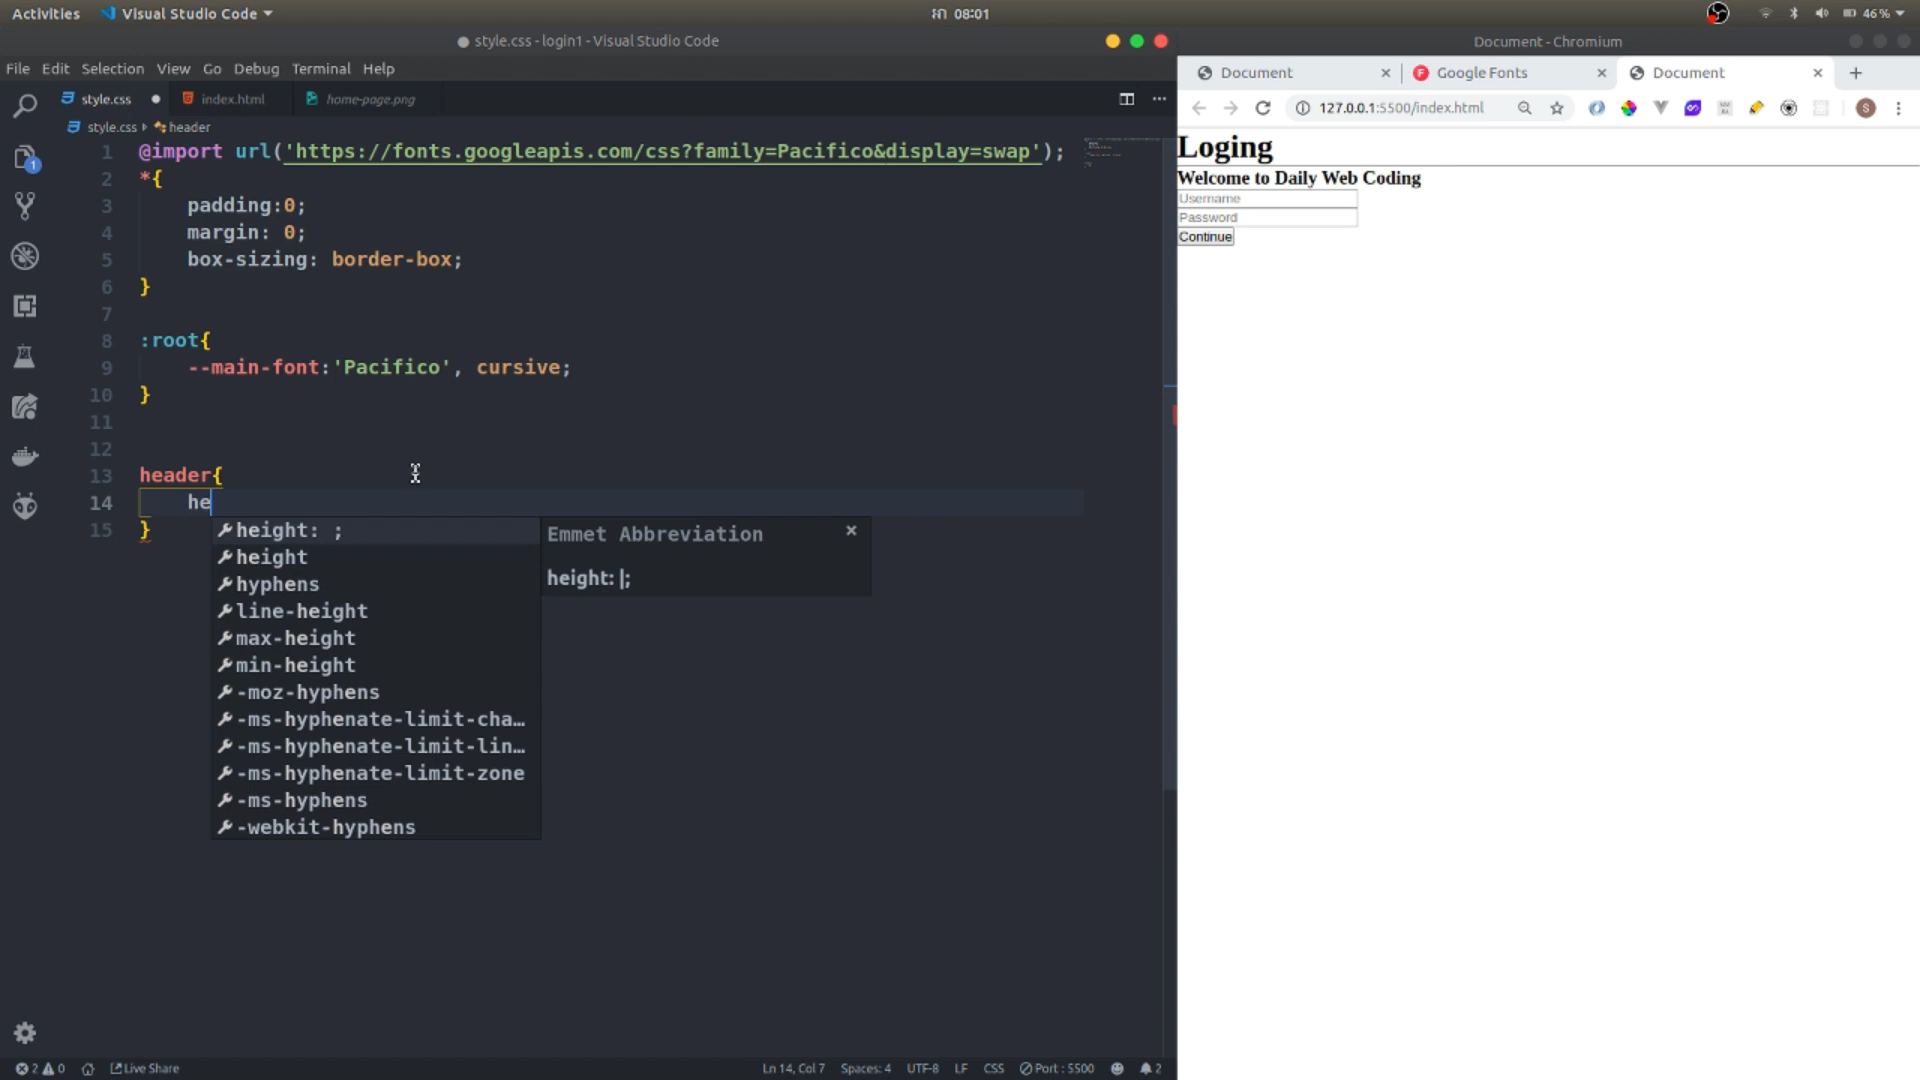 Activities Visual Studio Code 08:01 46%
style.css - login1 - Visual Studio Code
Document - Chromium
File Edit Selection View Go Debug Terminal Help
Document Google Fonts Document
style.css index.html home-page.png
127.0.0.1:5500/index.html S
style.css header
1 @import url('https://fonts.googleapis.com/css?family=Pacifico&display=swap');
2 *{
3 padding:0;
4 margin: 0;
5 box-sizing: border-box;
6 }
7
8 :root{
9 --main-font:'Pacifico', cursive;
10 }
11
12
13 header{
14 he
15 }
height: ;
height
hyphens
line-height
max-height
min-height
-moz-hyphens
-ms-hyphenate-limit-cha…
-ms-hyphenate-limit-lin…
-ms-hyphenate-limit-zone
-ms-hyphens
-webkit-hyphens
Emmet Abbreviation
height: |;
1
Loging
Welcome to Daily Web Coding
Username
Password
Continue
2 0 Live Share Ln 14, Col 7 Spaces: 4 UTF-8 LF CSS Port : 5500 2